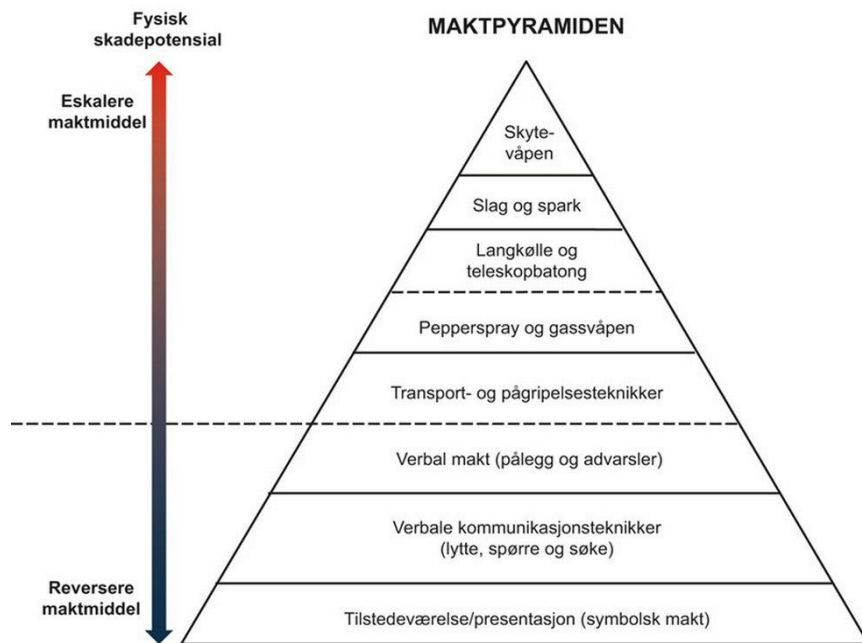 Fysisk
skadepotensial
MAKTPYRAMIDEN
Eskalere
maktmiddel
Skyte-
våpen
Slag og spark
Langkølle og
teleskopbatong
Pepperspray og gassvåpen
Transport- og pågripelsesteknikker
Verbal makt (pålegg og advarsler)
Verbale kommunikasjonsteknikker
(lytte, spørre og søke)
Reversere
maktmiddel
Tilstedeværelse/presentasjon (symbolsk makt)